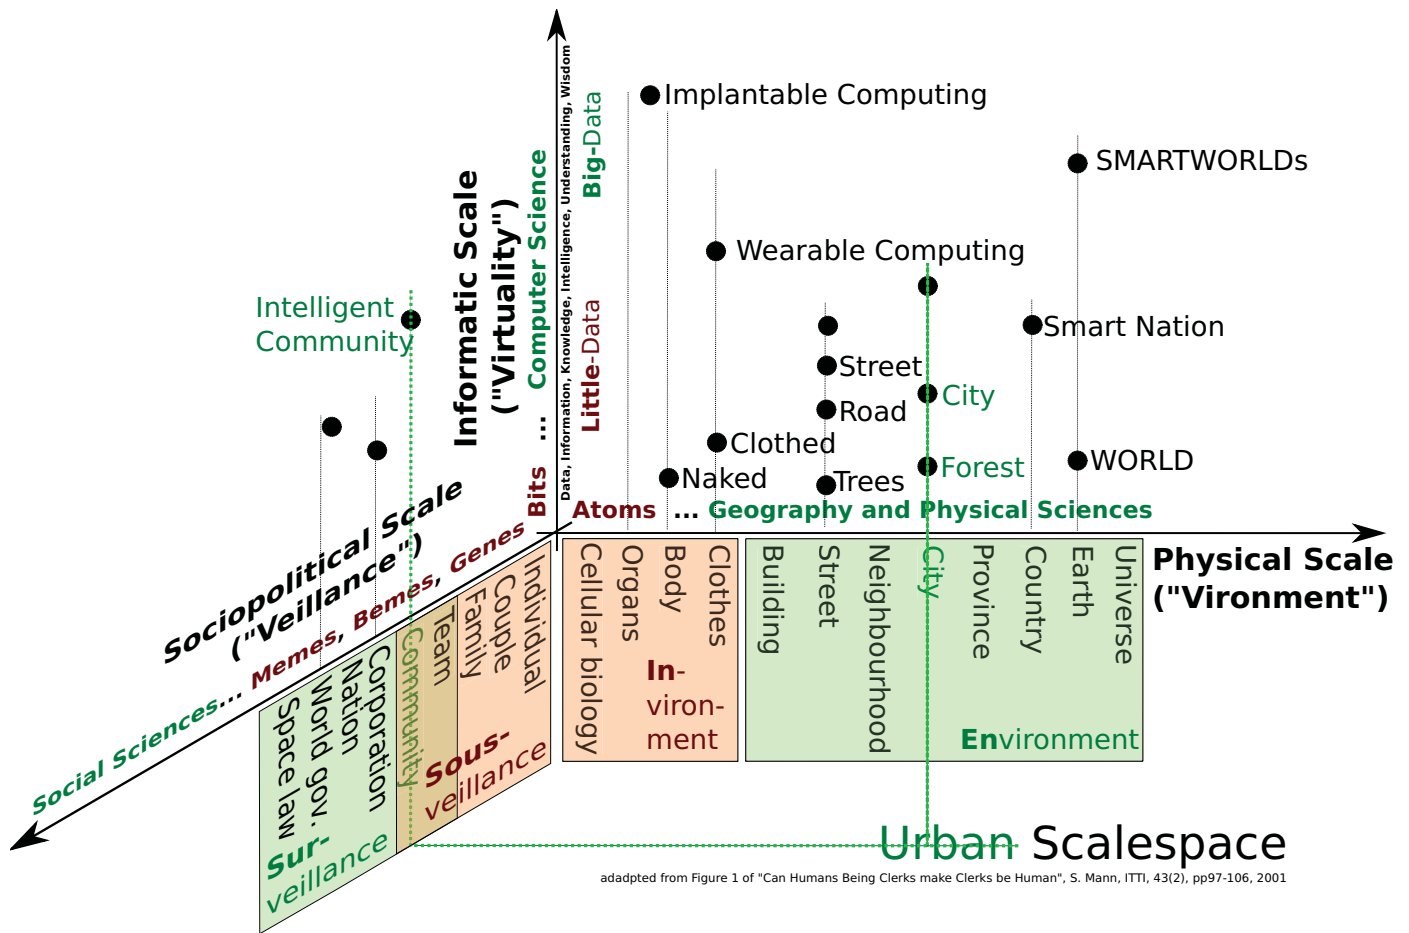 Implantable Computing
SMARTWORLDs
Wearable Computing
Smart Nation
Street
City
Road
Clothed
Forest
WORLD
Naked
Trees
Intelligent
Community
Informatic Scale
("Virtuality")
Bits ... Computer Science
Data, Information, Knowledge, Intelligence, Understanding, Wisdom
Big-Data
Little-Data
Atoms ... Geography and Physical Sciences
Physical Scale
("Vironment")
Sociopolitical Scale
("Veillance")
Social Sciences... Memes, Bemes, Genes
Space law
World gov.
Nation
Corporation
Community
Team
Family
Couple
Individual
Sur-
veillance
Sous-
veillance
Cellular biology
Organs
Body
Clothes
In-
viron-
ment
Building
Street
Neighbourhood
City
Province
Country
Earth
Universe
Environment
Urban Scalespace
adadpted from Figure 1 of "Can Humans Being Clerks make Clerks be Human", S. Mann, ITTI, 43(2), pp97-106, 2001